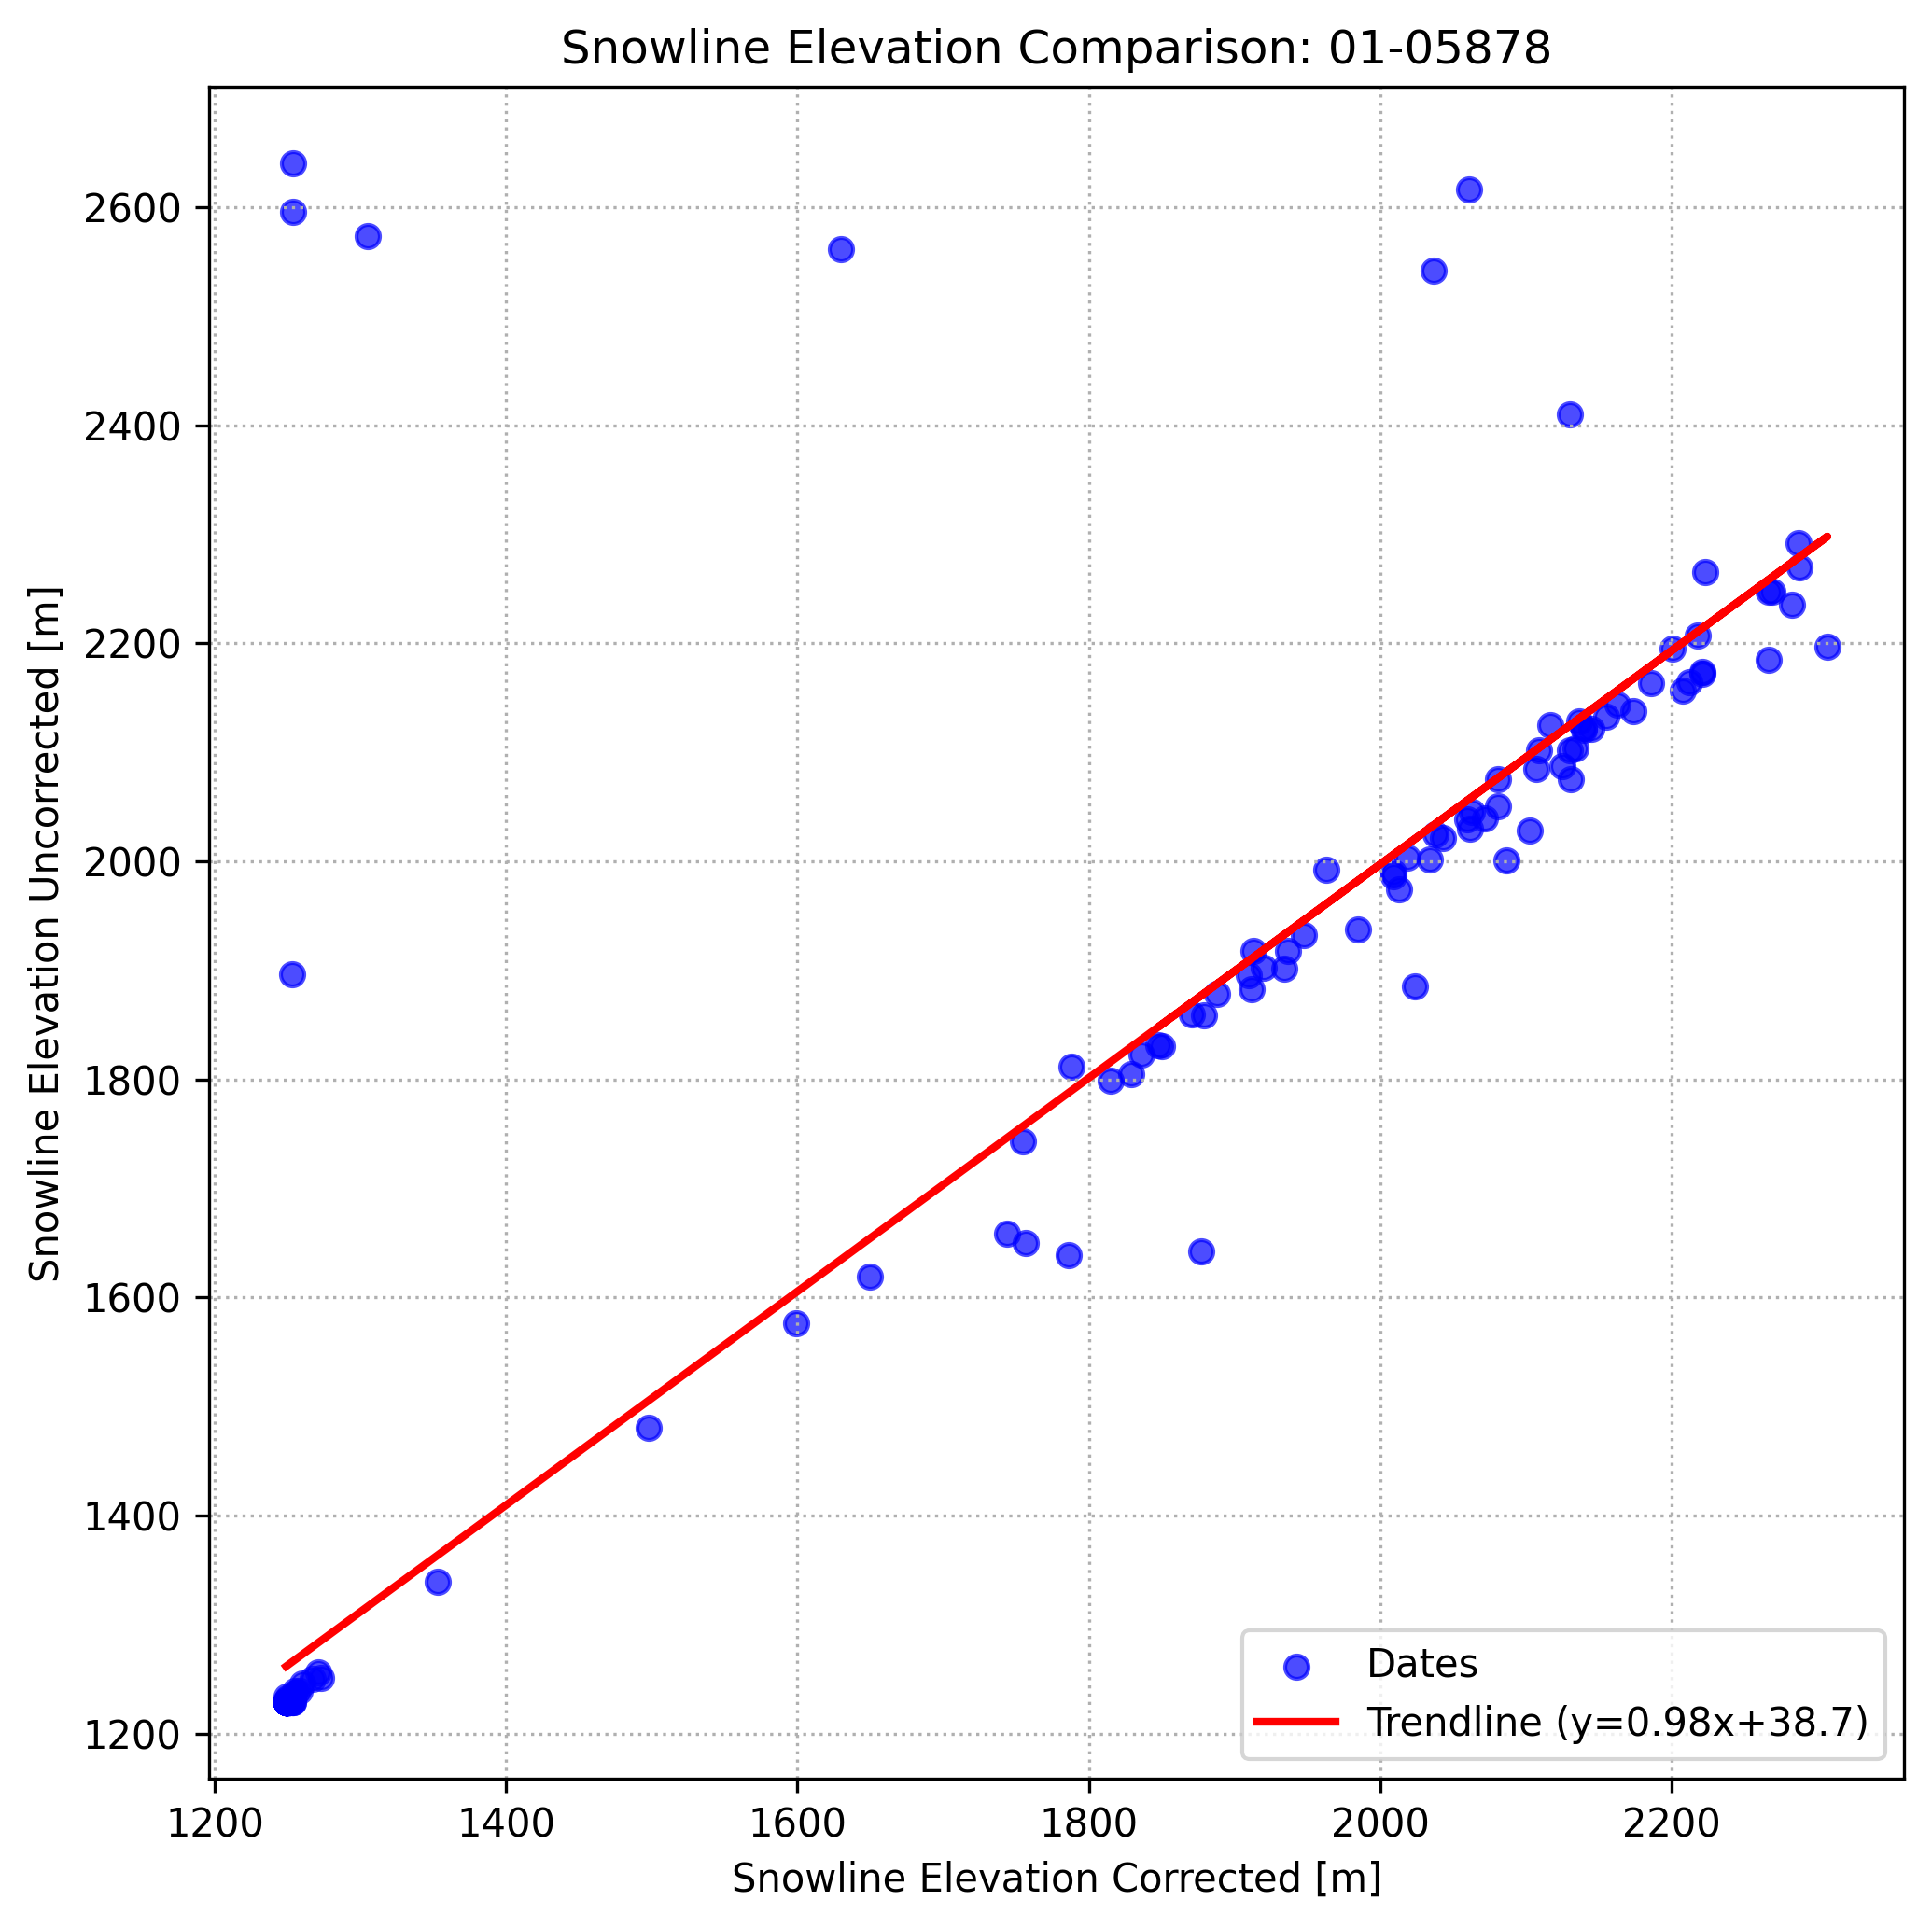 Snowline Elevation Comparison: 01-05878
Snowline Elevation Uncorrected [m]
2600
2400
2200
2000
1800
1600
1400
1200
Dates
Trendline (y=0.98x+38.7)
1200 1400 1600 1800 2000 2200
Snowline Elevation Corrected [m]